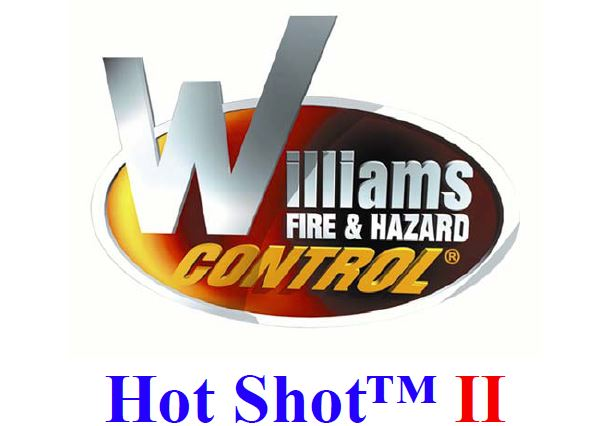 Williams
FIRE & HAZARD
CONTROL®
Hot Shot™ II